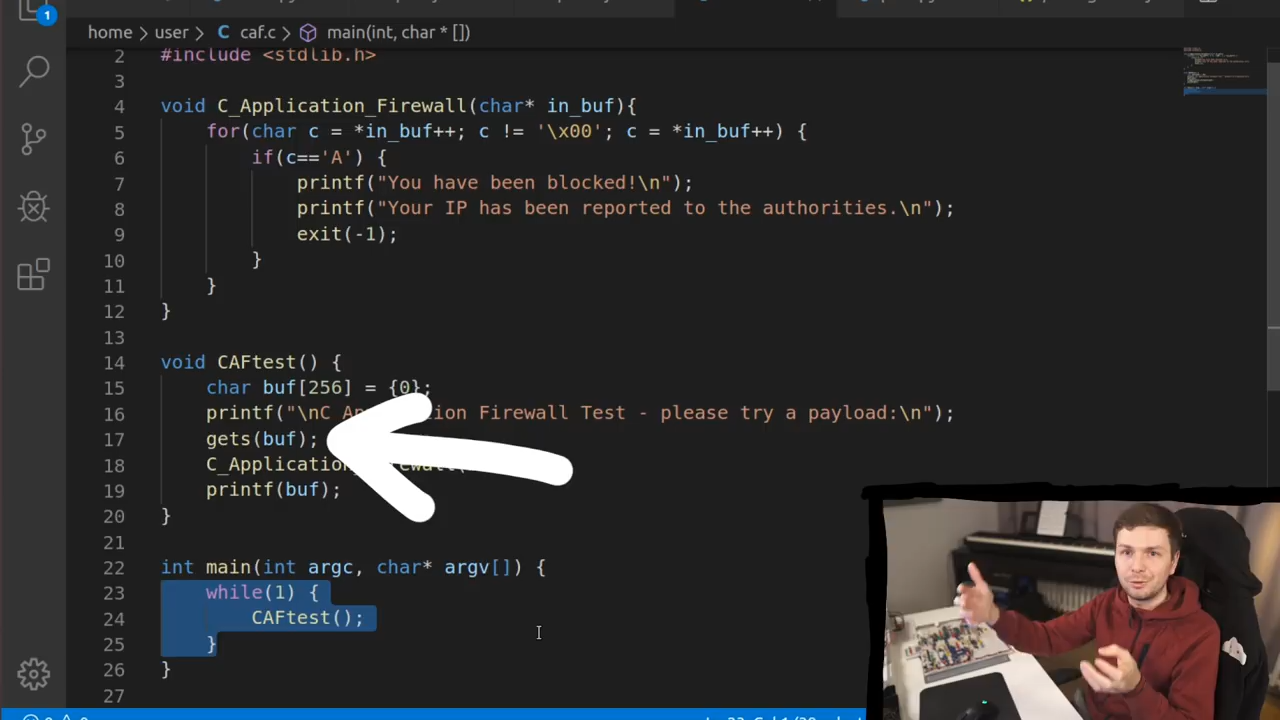 1
home > user > C caf.c > main(int, char * [])
2 #include <stdlib.h>
3
4 void C_Application_Firewall(char* in_buf){
5 for(char c = *in_buf++; c != '\x00'; c = *in_buf++) {
6 if(c=='A') {
7 printf("You have been blocked!\n");
8 printf("Your IP has been reported to the authorities.\n");
9 exit(-1);
10 }
11 }
12 }
13
14 void CAFtest() {
15 char buf[256] = {0};
16 printf("\nC Firewall Test - please try a payload:\n");
17 gets(buf);
18
19 printf(buf);
20 }
21
22 int main(int argc, char* argv[]) {
23 while(1) {
24 CAFtest();
25 }
26 }
27